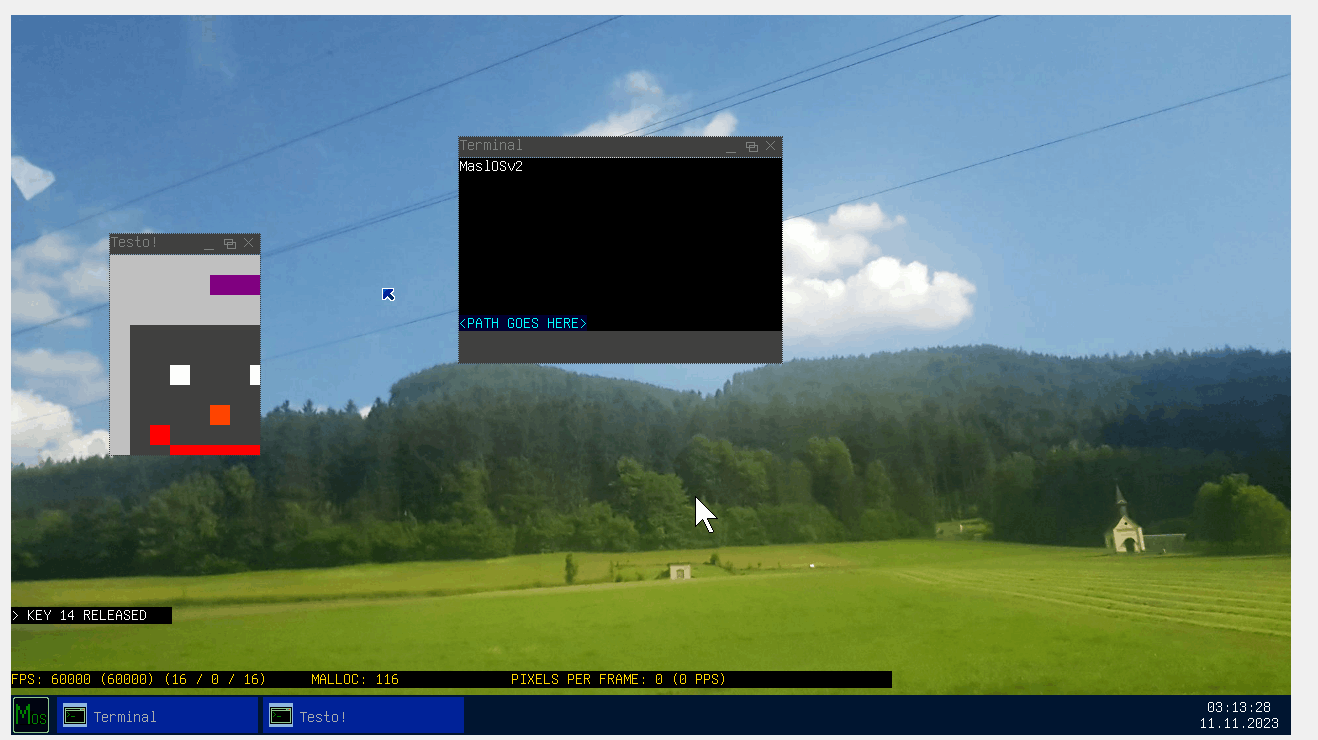 Terminal
MaslOSv2
Testo!
<PATH GOES HERE>
> KEY 14 RELEASED
FPS: 60000 (60000) (16 / 0 / 16) MALLOC: 116 PIXELS PER FRAME: 0 (0 PPS)
Mos Terminal Testo!
03:13:28
11.11.2023